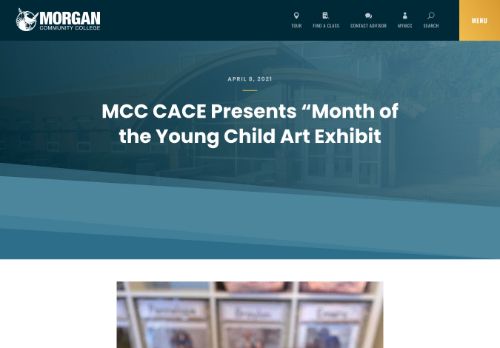 MORGAN
COMMUNITY COLLEGE
TOUR
FIND A CLASS
CONTACT ADVISOR
MYMCC
SEARCH
MENU
APRIL 8, 2021
MCC CACE Presents “Month of
the Young Child Art Exhibit